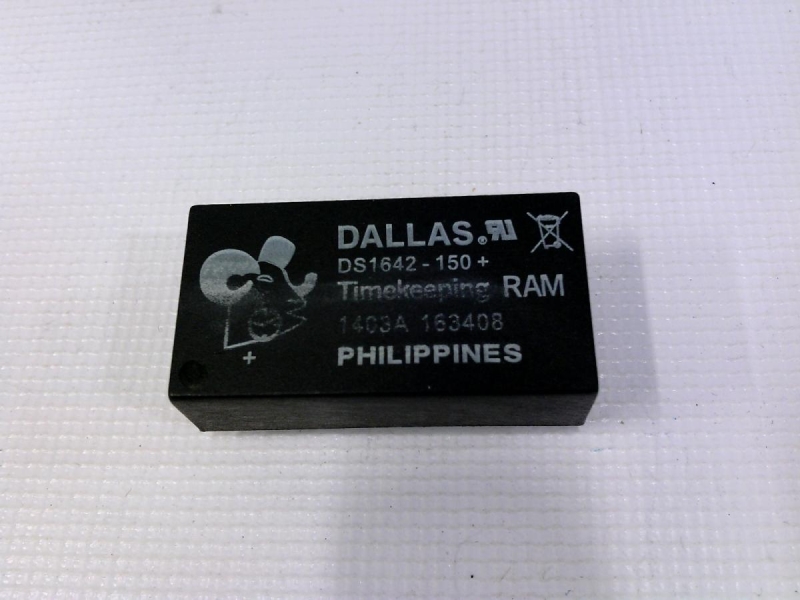 DALLAS.
DS1642-150+
Timekeeping RAM
1403A 163408
PHILIPPINES
+